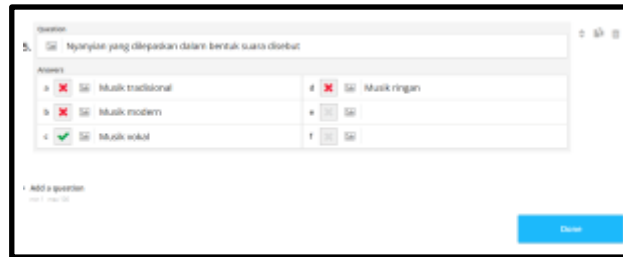 Question
5. Nyanyian yang dilepaskan dalam bentuk suara disebut
Answers
a Musik tradisional
d Musik ringan
b Musik modern
e
c Musik vokal
f
Add a question
Done